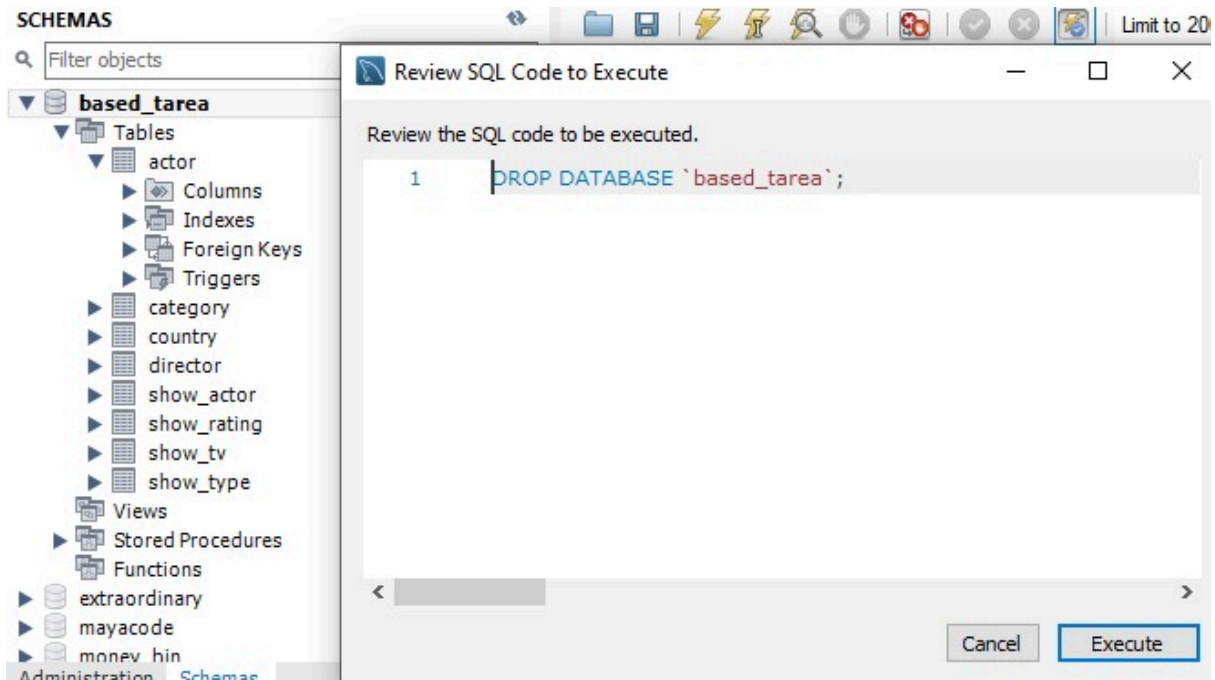 SCHEMAS
Filter objects
based_tarea
Tables
actor
Columns
Indexes
Foreign Keys
Triggers
category
country
director
show_actor
show_rating
show_tv
show_type
Views
Stored Procedures
Functions
extraordinary
mayacode
money_bin
Administration Schemas
Limit to 20
Review SQL Code to Execute
Review the SQL code to be executed.
1 DROP DATABASE `based_tarea`;
Cancel Execute